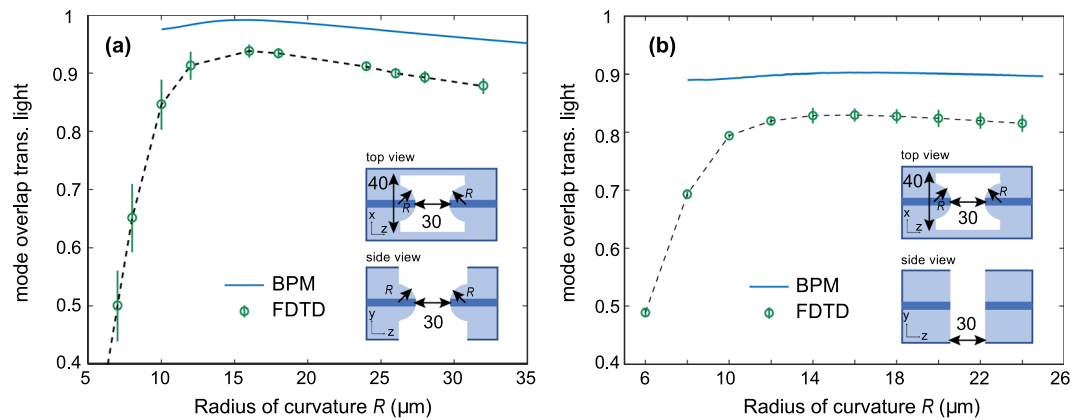 (a)
mode overlap trans. light
1
0.9
0.8
0.7
0.6
0.5
0.4
5
10
15
20
25
30
35
Radius of curvature R (μm)
BPM
FDTD
top view
40
R
R
30
x
z
side view
R
R
30
y
z
(b)
mode overlap trans. light
1
0.9
0.8
0.7
0.6
0.5
0.4
6
8
10
12
14
16
18
20
22
24
26
Radius of curvature R (μm)
BPM
FDTD
top view
40
R
R
30
x
z
side view
30
y
z